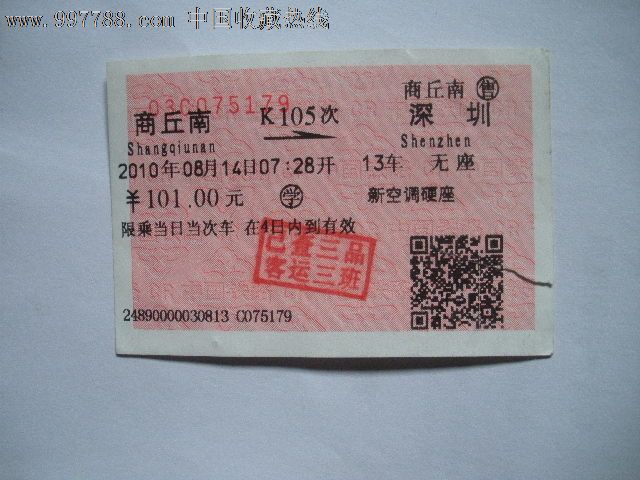 www.997788.com 中国收藏热线
03C075179
商丘南 售
商丘南 K105次 深圳
Shangqiunan Shenzhen
2010年08月14日07:28开 13车 无座
￥101.00元 学 新空调硬座
限乘当日当次车 在4日内到有效
已查三品
客运三班
24890000030813 C075179